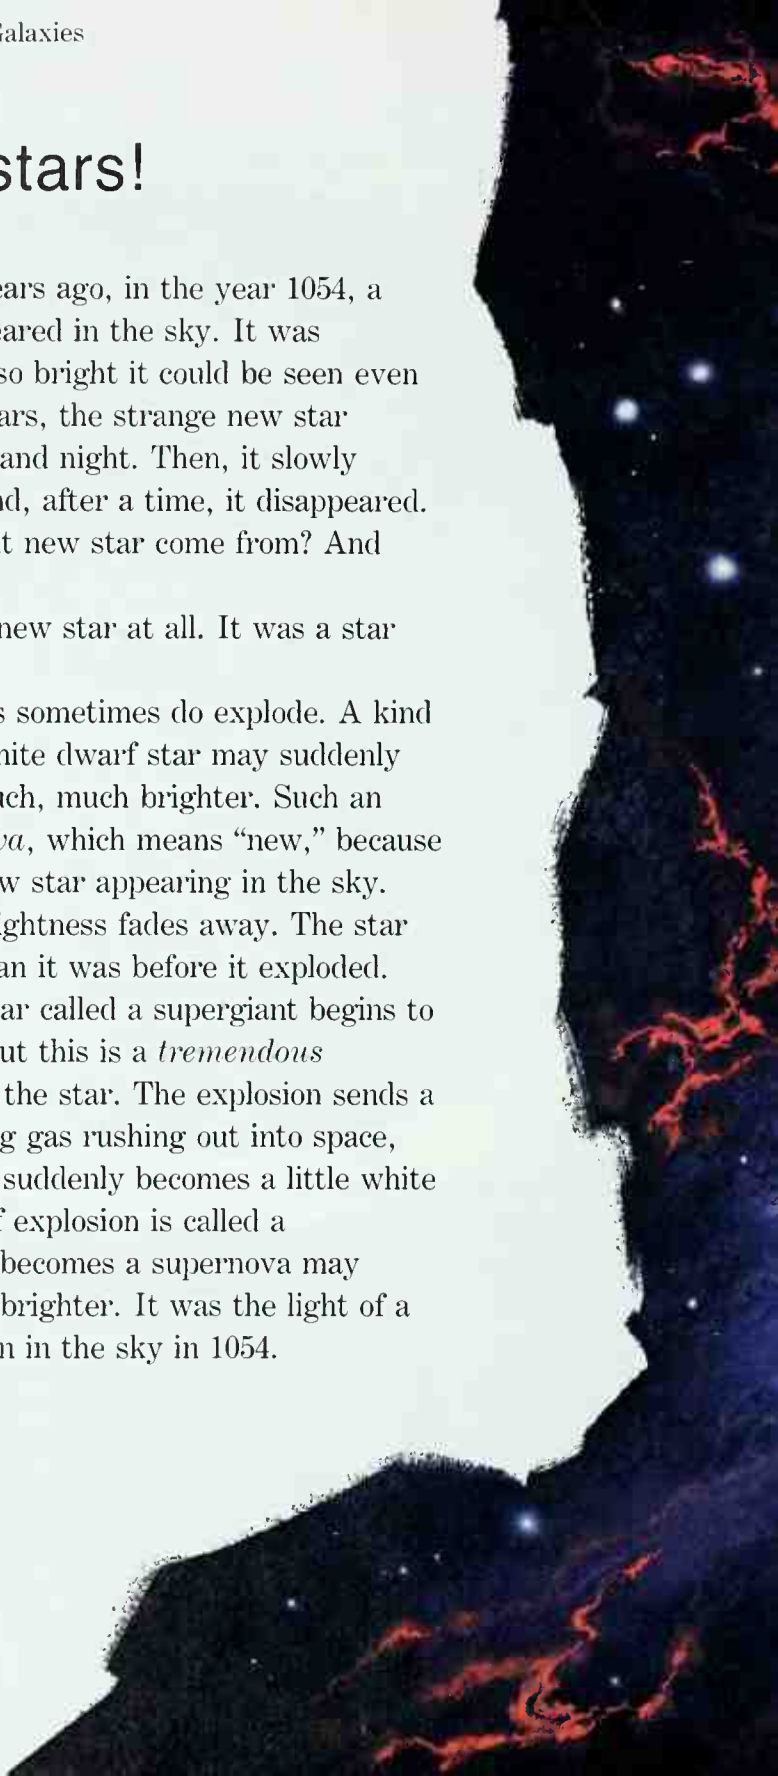 Galaxies
stars!
ears ago, in the year 1054, a
eared in the sky. It was
so bright it could be seen even
ars, the strange new star
and night. Then, it slowly
nd, after a time, it disappeared.
t new star come from? And
new star at all. It was a star
s sometimes do explode. A kind
hite dwarf star may suddenly
uch, much brighter. Such an
va, which means “new,” because
w star appearing in the sky.
ightness fades away. The star
an it was before it exploded.
ar called a supergiant begins to
ut this is a tremendous
the star. The explosion sends a
g gas rushing out into space,
suddenly becomes a little white
f explosion is called a
becomes a supernova may
brighter. It was the light of a
n in the sky in 1054.